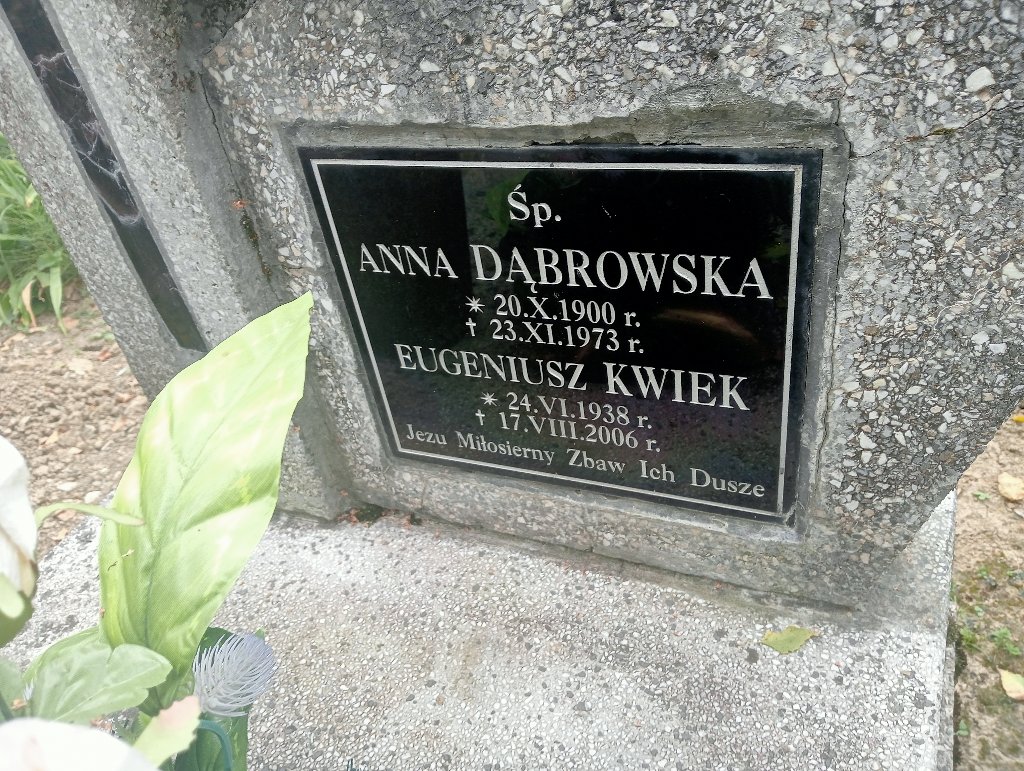 Śp.
ANNA DĄBROWSKA
✴ 20.X.1900 r.
† 23.XI.1973 r.
EUGENIUSZ KWIEK
✴ 24.VI.1938 r.
† 17.VIII.2006 r.
Jezu Miłosierny Zbaw Ich Dusze